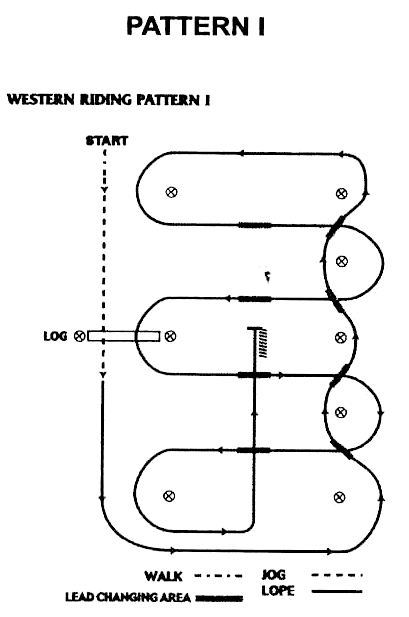 PATTERN I
WESTERN RIDING PATTERN I
START
LOG
WALK
JOG
LEAD CHANGING AREA
LOPE